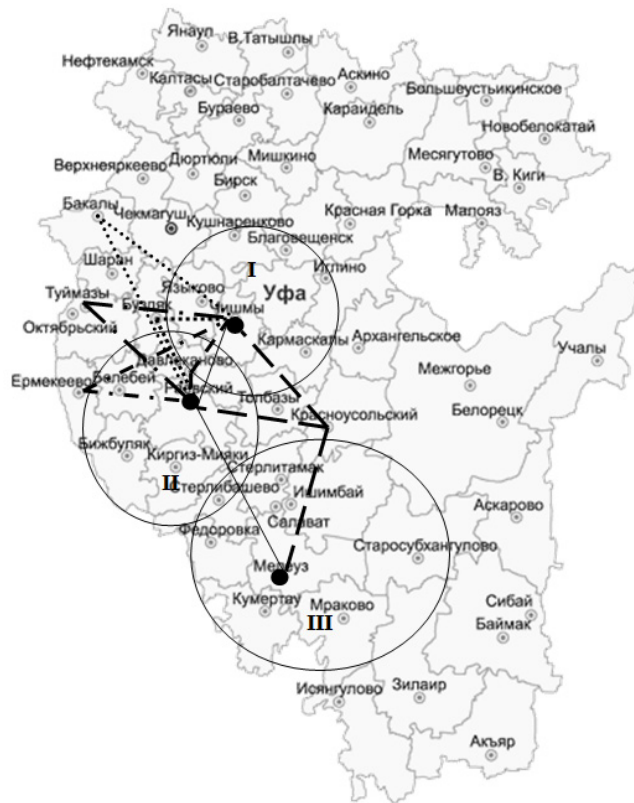 Янаул
В.Татышлы
Нефтекамск
Калтасы
Старобалтачево
Аскино
Большеустьикинское
Бураево
Караидель
Новобелокатай
Верхнеяркеево
Дюртюли
Мишкино
Месягутово
В. Киги
Бирск
Бакалы
Чекмагуш
Кушнаренково
Красная Горка
Малояз
Благовещенск
Шаран
I
Иглино
Языково
Уфа
Туймазы
Буздяк
Чишмы
Октябрьский
Кармаскалы
Архангельское
Учалы
Давлеканово
Межгорье
Ермекеево
Белебей
Раевский
Толбазы
Красноусольский
Белорецк
Бижбуляк
Киргиз-Мияки
Стерлитамак
II
Стерлибашево
Ишимбай
Аскарово
Салават
Федоровка
Старосубхангулово
Мелеуз
Кумертау
Мраково
Сибай
III
Баймак
Исянгулово
Зилаир
Акъяр